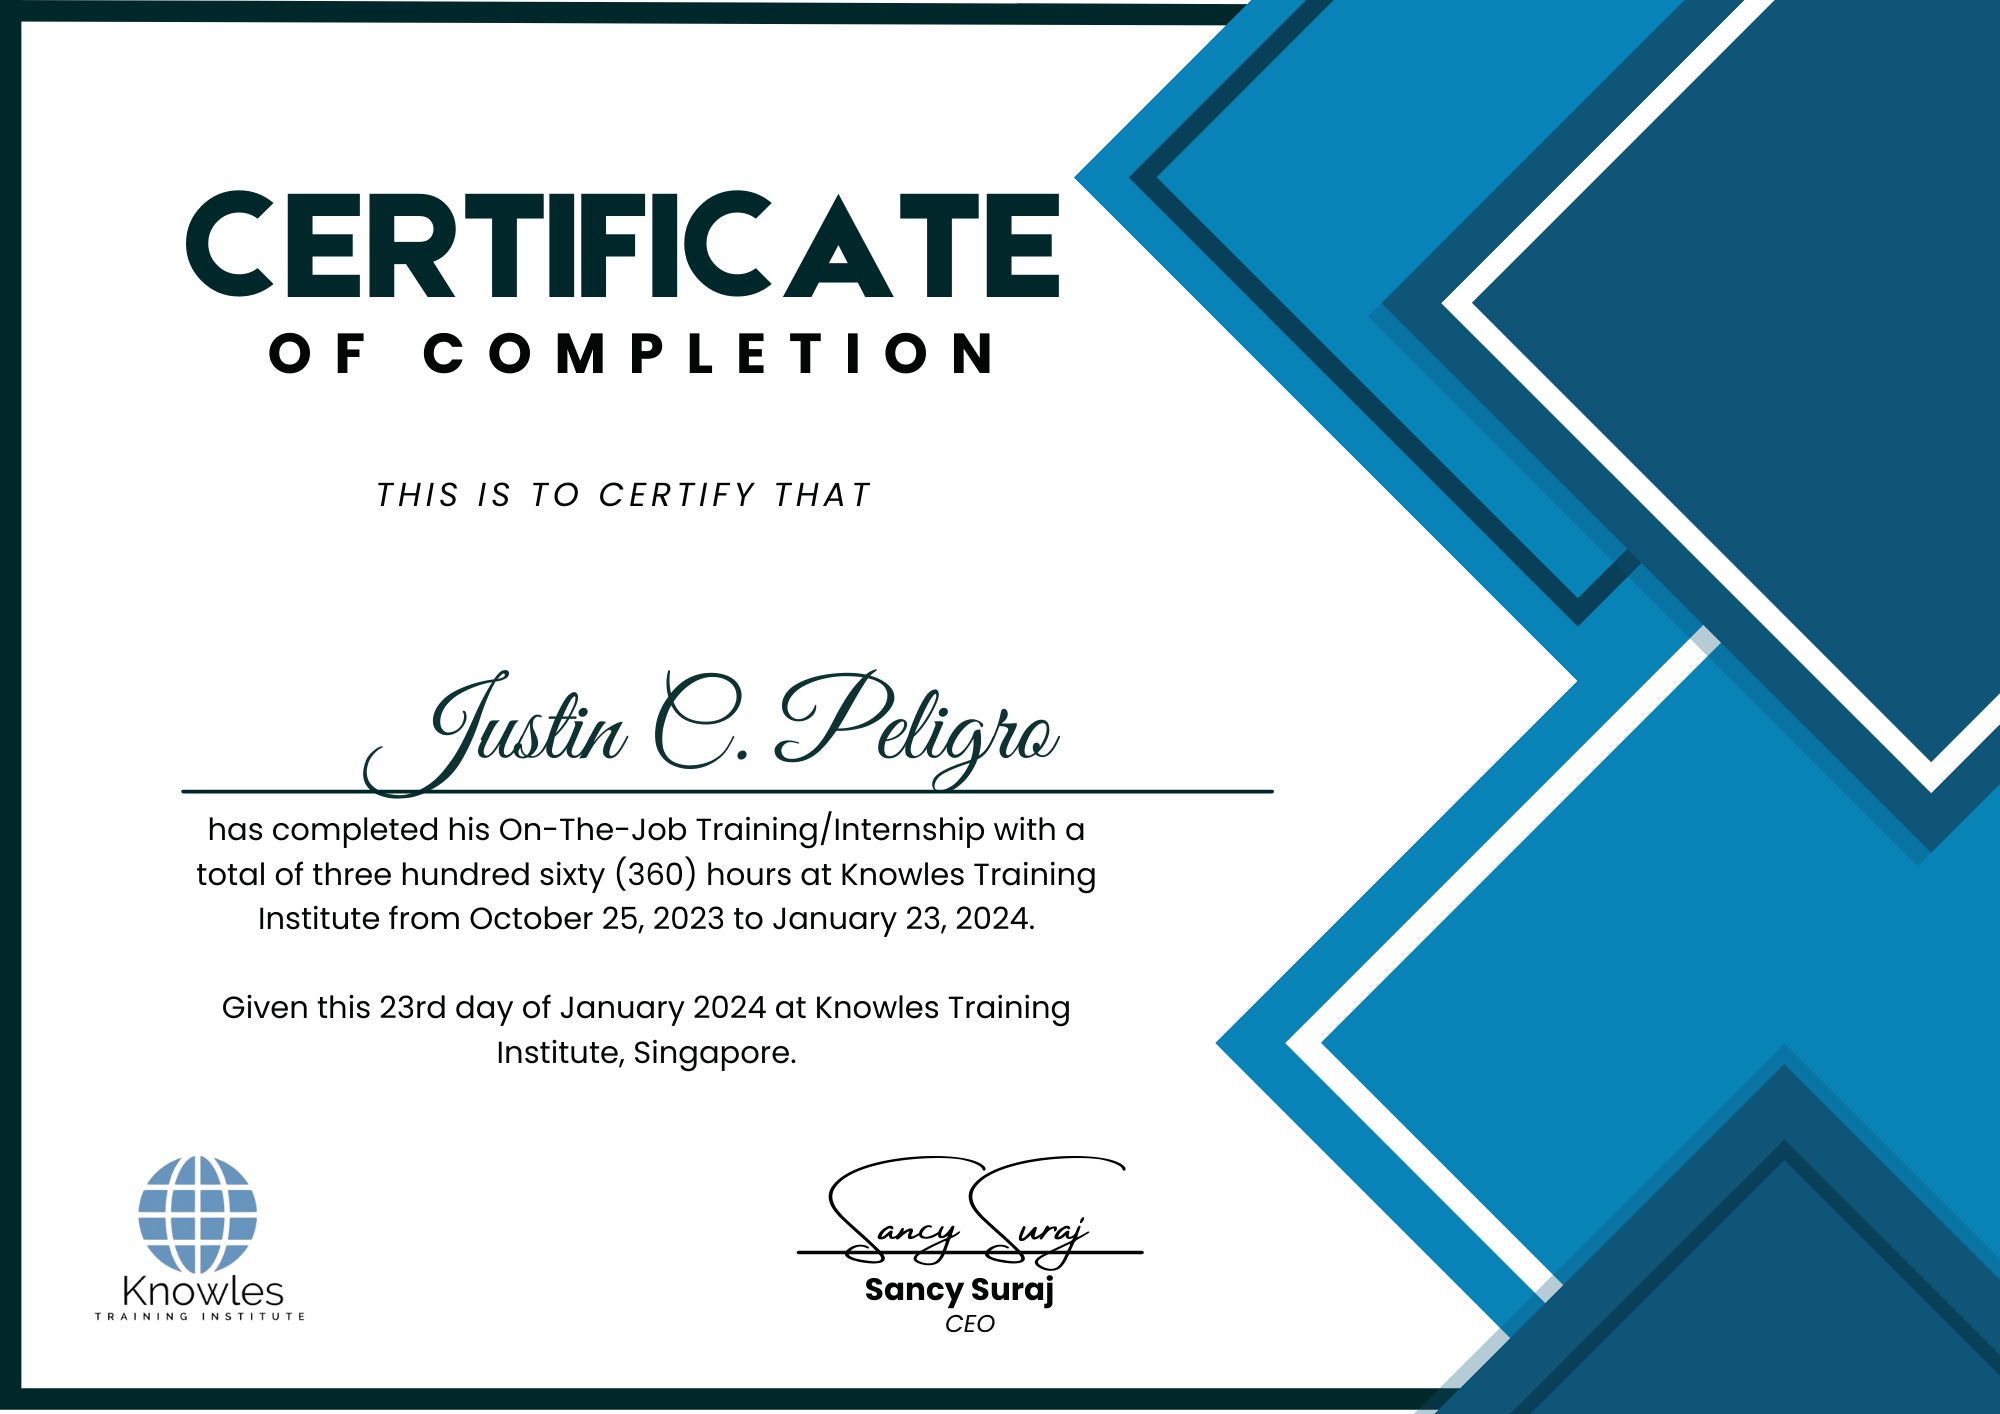 CERTIFICATE
OF COMPLETION
THIS IS TO CERTIFY THAT
Justin C. Peligro
has completed his On-The-Job Training/Internship with a
total of three hundred sixty (360) hours at Knowles Training
Institute from October 25, 2023 to January 23, 2024.
Given this 23rd day of January 2024 at Knowles Training
Institute, Singapore.
Knowles
TRAINING INSTITUTE
Sancy Suraj
Sancy Suraj
CEO